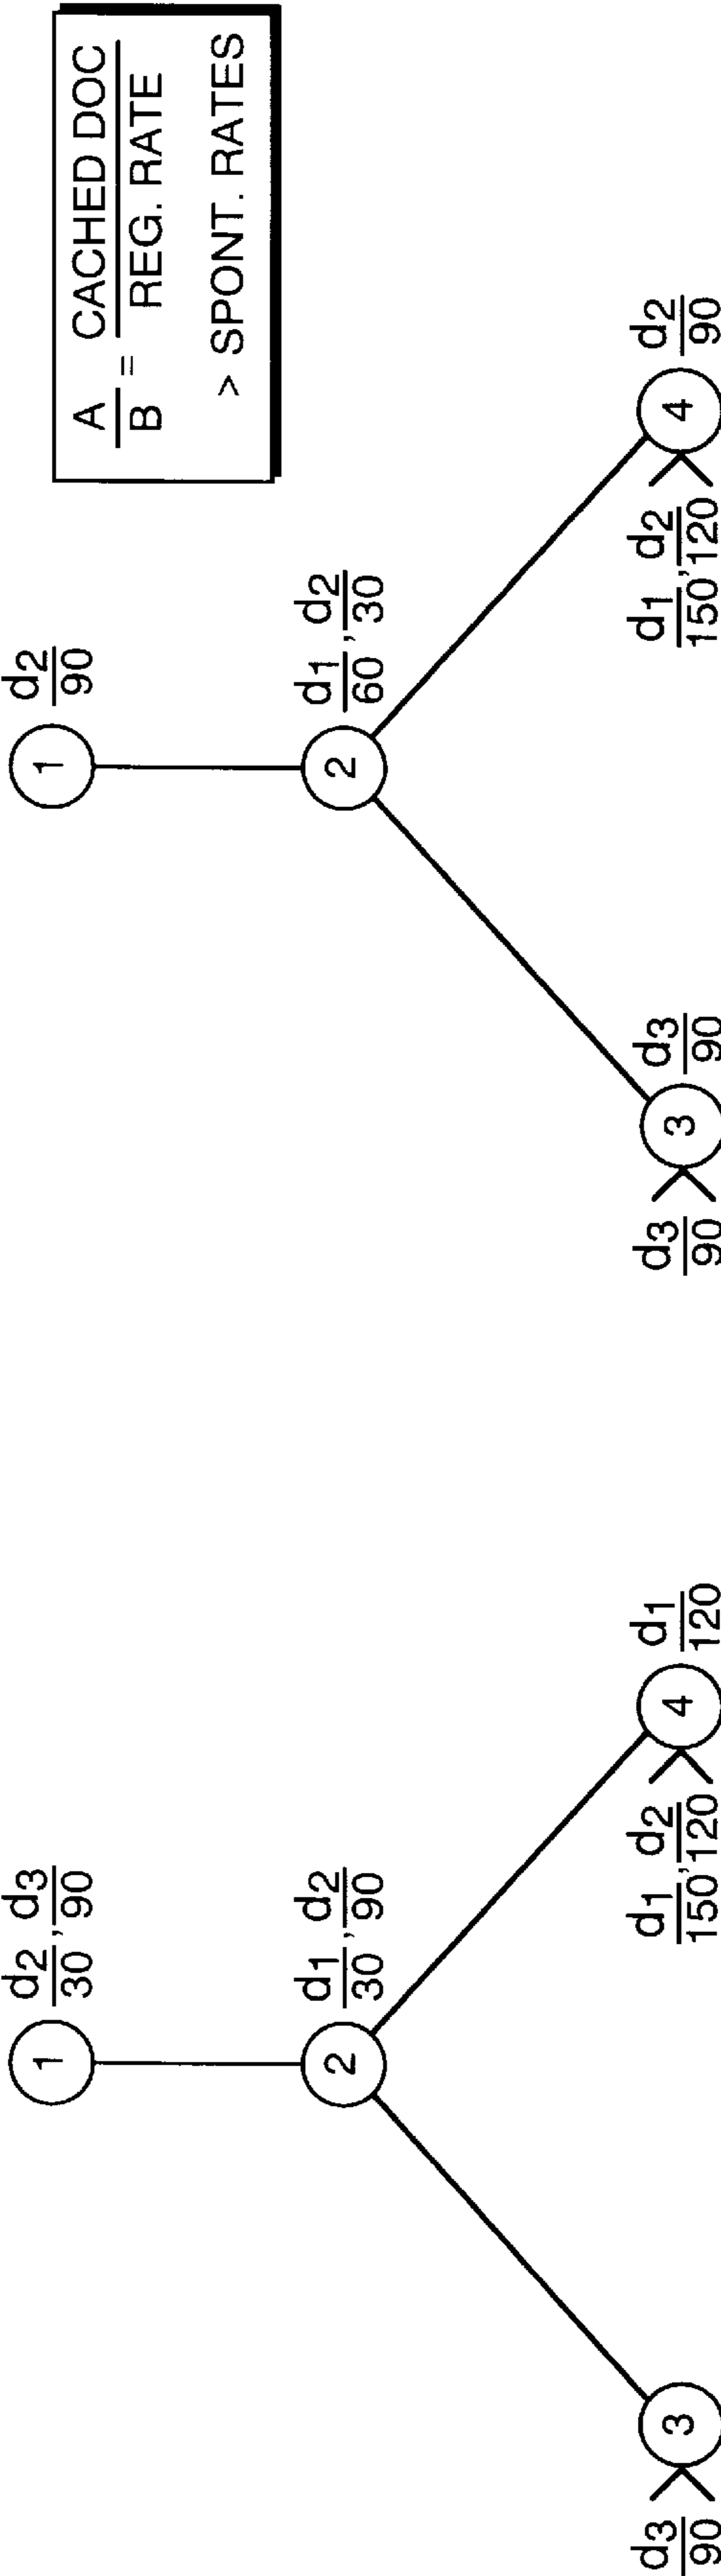 1 d2/30, d3/90
2 d1/30, d2/90
d3/90 > 3
d1/150, d2/120 > 4 d1/120
1 d2/90
2 d1/60, d2/30
d3/90 > 3 d3/90
d1/150, d2/120 > 4 d2/90
A/B = CACHED DOC/REG. RATE
> SPONT. RATES